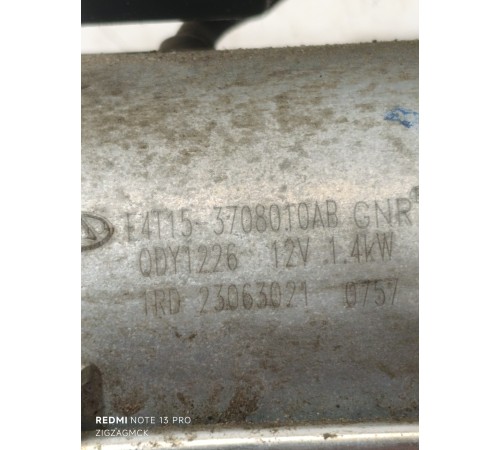 E4T15-3708010AB GNR
QDY1226 12V 1.4kW
1RD 23063021 0757
REDMI NOTE 13 PRO
ZIGZAGMCK